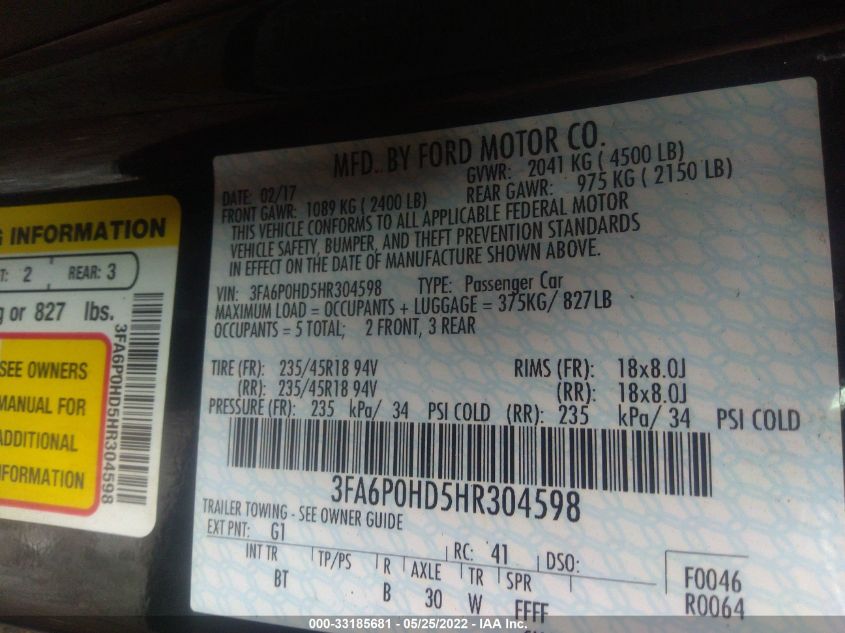 G INFORMATION
T: 2 REAR: 3
g or 827 lbs.
SEE OWNERS
MANUAL FOR
ADDITIONAL
INFORMATION
3FA6P0HD5HR304598
MFD. BY FORD MOTOR CO.
DATE: 02/17 GVWR: 2041 KG ( 4500 LB)
FRONT GAWR: 1089 KG ( 2400 LB) REAR GAWR: 975 KG ( 2150 LB)
THIS VEHICLE CONFORMS TO ALL APPLICABLE FEDERAL MOTOR
VEHICLE SAFETY, BUMPER, AND THEFT PREVENTION STANDARDS
IN EFFECT ON THE DATE OF MANUFACTURE SHOWN ABOVE.
VIN: 3FA6P0HD5HR304598 TYPE: Passenger Car
MAXIMUM LOAD = OCCUPANTS + LUGGAGE = 375KG/ 827LB
OCCUPANTS = 5 TOTAL; 2 FRONT, 3 REAR
TIRE (FR): 235/45R18 94V RIMS (FR): 18x8.0J
(RR): 235/45R18 94V (RR): 18x8.0J
PRESSURE (FR): 235 kPa/ 34 PSI COLD (RR): 235 kPa/ 34 PSI COLD
3FA6P0HD5HR304598
TRAILER TOWING - SEE OWNER GUIDE
EXT PNT: G1 RC: 41 DSO:
INT TR TP/PS R AXLE TR SPR F0046
BT B 30 W FFFF R0064
000-33185681 / 05/25/2022 - IAA Inc.